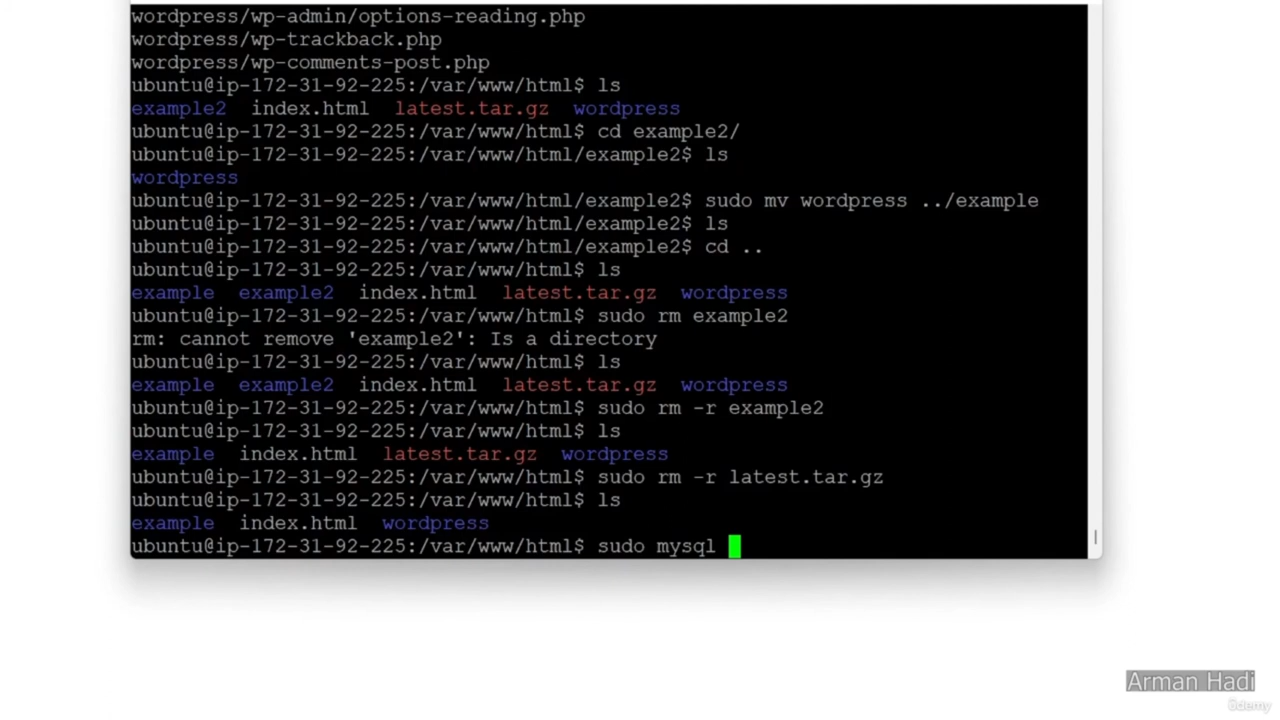 wordpress/wp-admin/options-reading.php
wordpress/wp-trackback.php
wordpress/wp-comments-post.php
ubuntu@ip-172-31-92-225:/var/www/html$ ls
example2  index.html  latest.tar.gz  wordpress
ubuntu@ip-172-31-92-225:/var/www/html$ cd example2/
ubuntu@ip-172-31-92-225:/var/www/html/example2$ ls
wordpress
ubuntu@ip-172-31-92-225:/var/www/html/example2$ sudo mv wordpress ../example
ubuntu@ip-172-31-92-225:/var/www/html/example2$ ls
ubuntu@ip-172-31-92-225:/var/www/html/example2$ cd ..
ubuntu@ip-172-31-92-225:/var/www/html$ ls
example  example2  index.html  latest.tar.gz  wordpress
ubuntu@ip-172-31-92-225:/var/www/html$ sudo rm example2
rm: cannot remove 'example2': Is a directory
ubuntu@ip-172-31-92-225:/var/www/html$ ls
example  example2  index.html  latest.tar.gz  wordpress
ubuntu@ip-172-31-92-225:/var/www/html$ sudo rm -r example2
ubuntu@ip-172-31-92-225:/var/www/html$ ls
example  index.html  latest.tar.gz  wordpress
ubuntu@ip-172-31-92-225:/var/www/html$ sudo rm -r latest.tar.gz
ubuntu@ip-172-31-92-225:/var/www/html$ ls
example  index.html  wordpress
ubuntu@ip-172-31-92-225:/var/www/html$ sudo mysql
Arman Hadi
ûdemy